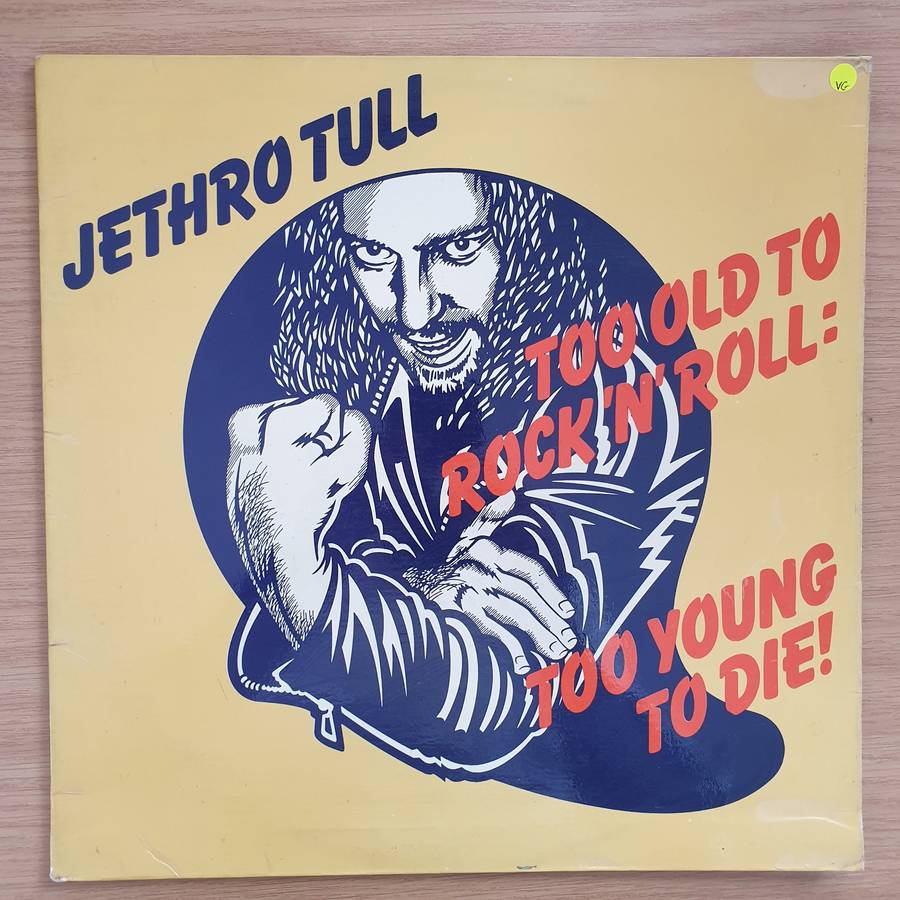 JETHRO TULL
TOO OLD TO
ROCK 'N' ROLL:
TOO YOUNG
TO DIE!
VG